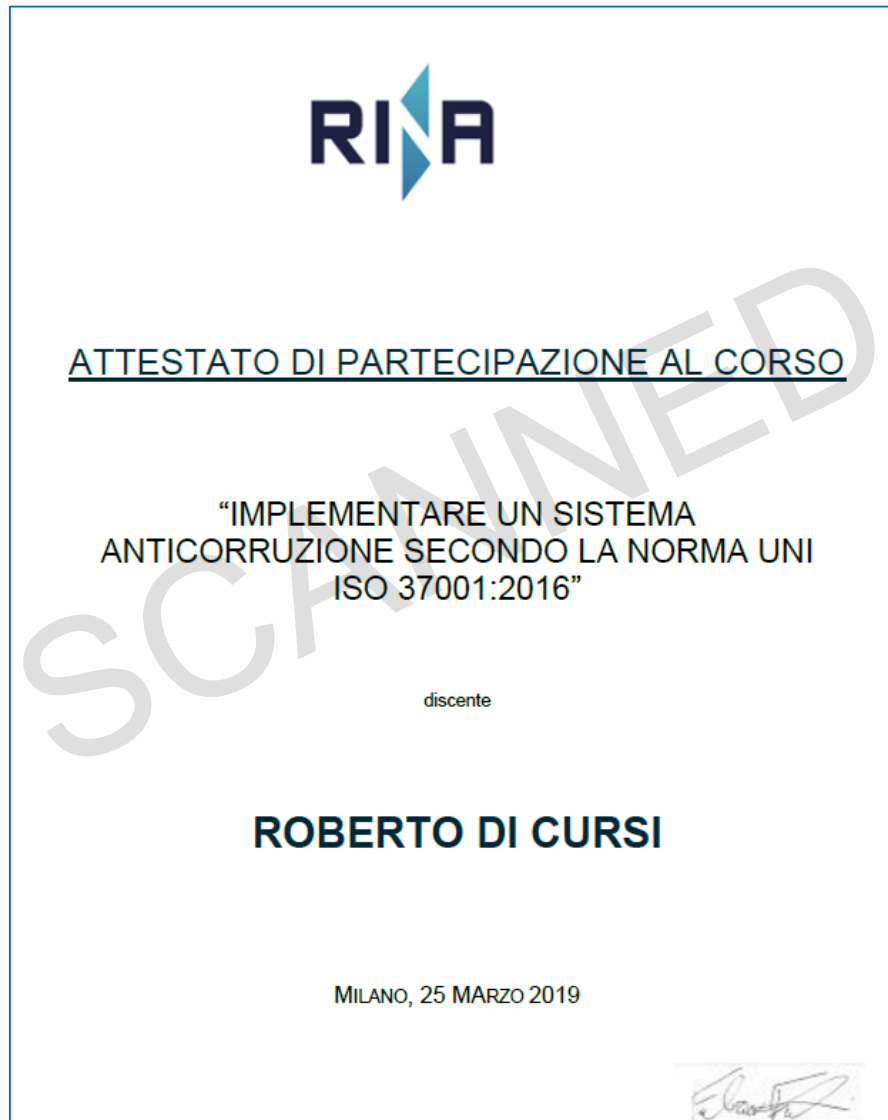 RINA
ATTESTATO DI PARTECIPAZIONE AL CORSO
“IMPLEMENTARE UN SISTEMA
ANTICORRUZIONE SECONDO LA NORMA UNI
ISO 37001:2016”
SCANNED
discente
ROBERTO DI CURSI
MILANO, 25 MARZO 2019